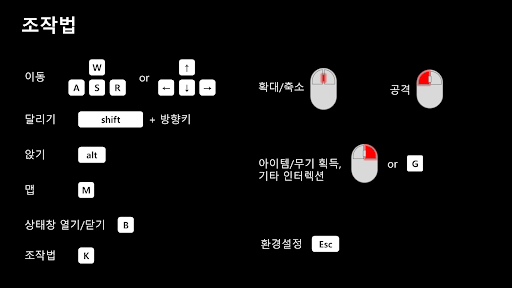 조작법
이동 W A S R or ↑ ← ↓ →
달리기 shift + 방향키
앉기 alt
맵 M
상태창 열기/닫기 B
조작법 K
확대/축소
공격
아이템/무기 획득,
기타 인터렉션 or G
환경설정 Esc